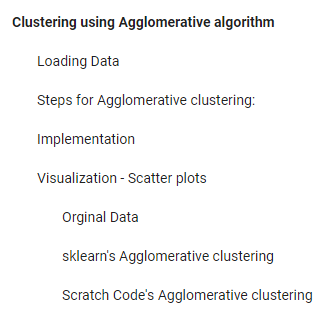 Clustering using Agglomerative algorithm
Loading Data
Steps for Agglomerative clustering:
Implementation
Visualization - Scatter plots
Orginal Data
sklearn's Agglomerative clustering
Scratch Code's Agglomerative clustering